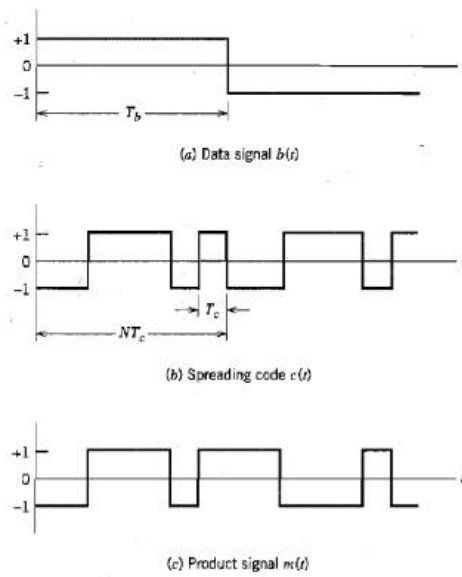 +1
0
−1
T_b
(a) Data signal b(t)
+1
0
−1
T_c
NT_c
(b) Spreading code c(t)
+1
0
−1
(c) Product signal m(t)